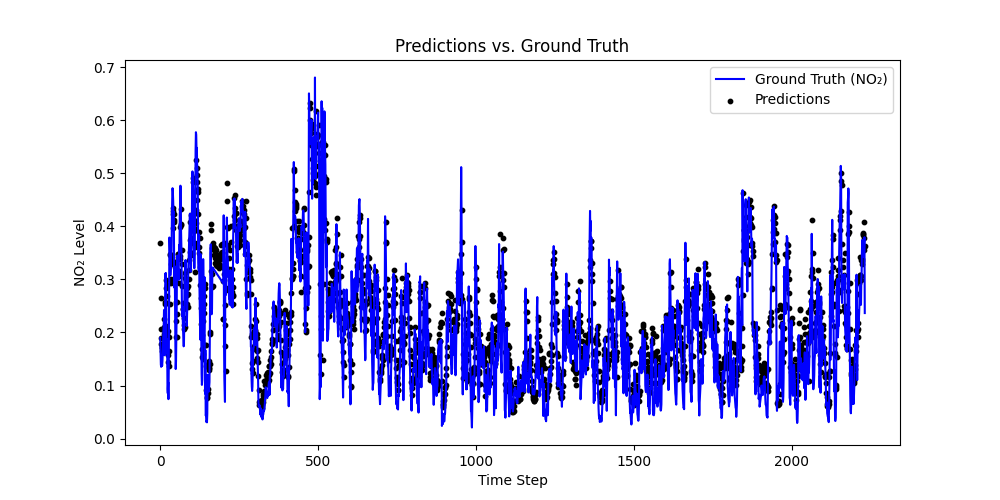 Predictions vs. Ground Truth
0.7
0.6
0.5
0.4
0.3
0.2
0.1
0.0
NO₂ Level
Ground Truth (NO₂)
Predictions
0 500 1000 1500 2000
Time Step